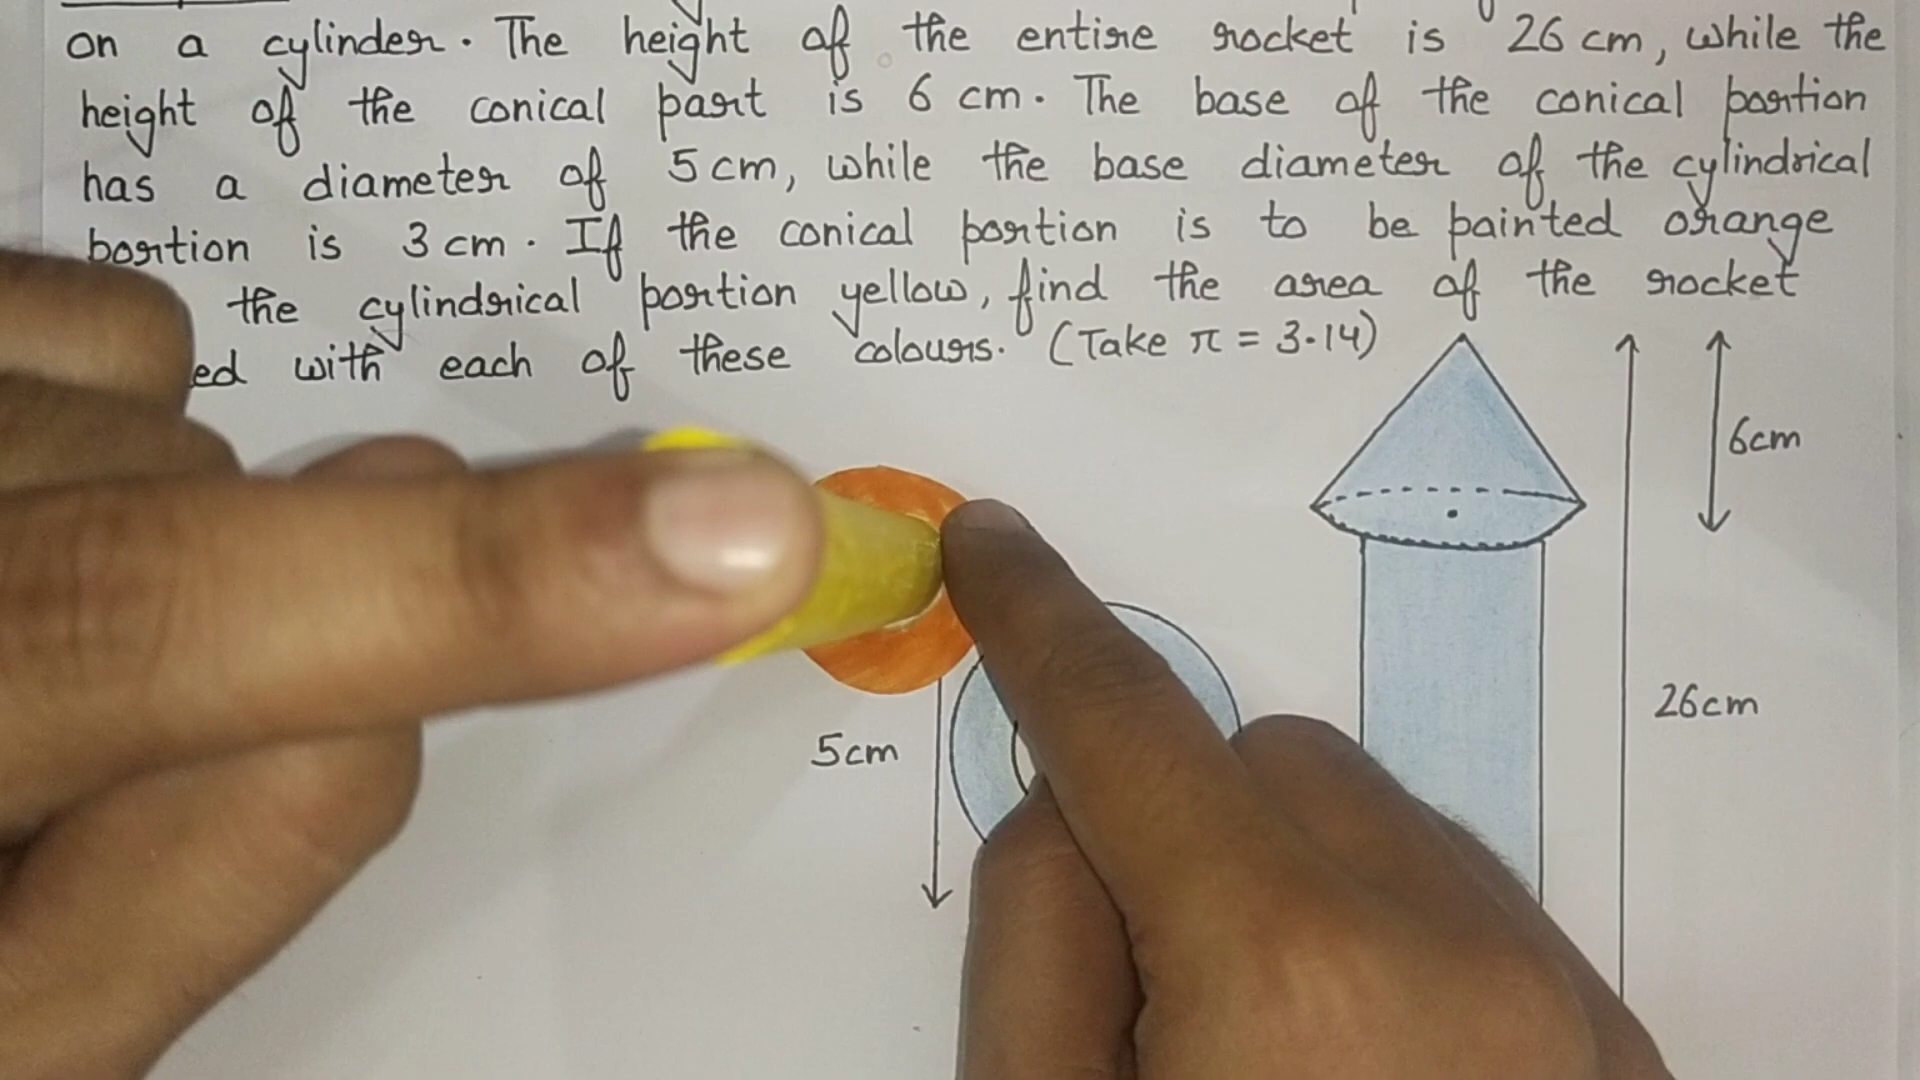 on a cylinder. The height of the entire rocket is 26 cm, while the
height of the conical part is 6 cm. The base of the conical portion
has a diameter of 5 cm, while the base diameter of the cylindrical
portion is 3 cm. If the conical portion is to be painted orange
the cylindrical portion yellow, find the area of the rocket
ed with each of these colours. (Take π = 3.14)
6cm
26cm
5cm